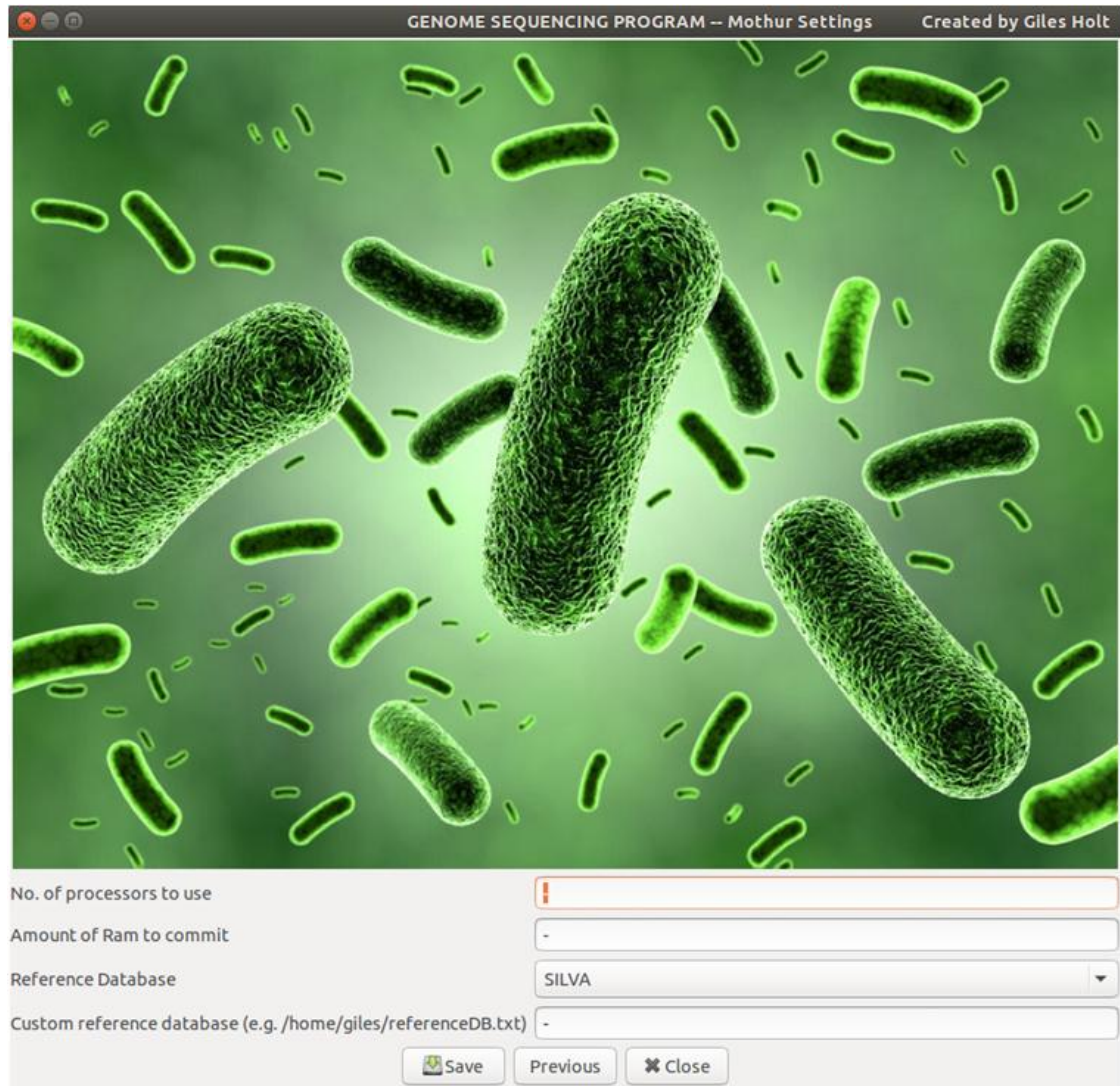 GENOME SEQUENCING PROGRAM -- Mothur Settings Created by Giles Holt
No. of processors to use -
Amount of Ram to commit -
Reference Database SILVA
Custom reference database (e.g. /home/giles/referenceDB.txt) -
Save Previous Close